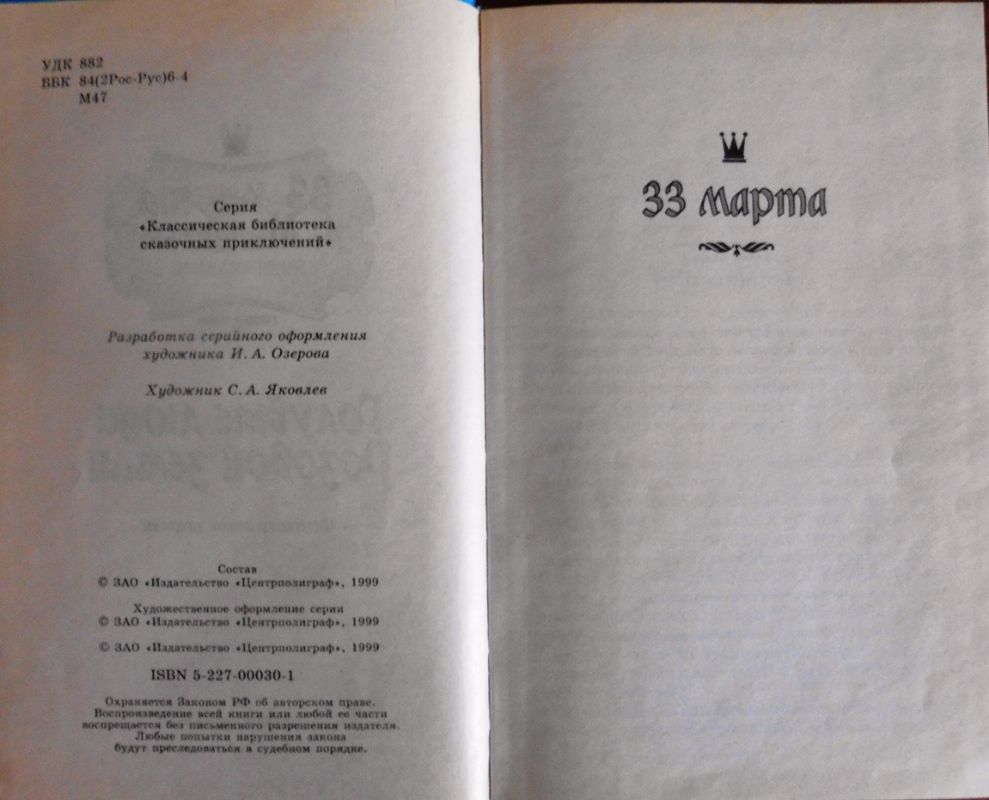 УДК 882
ББК 84(2Рос-Рус)6-4
М47
Серия
«Классическая библиотека
сказочных приключений»
Разработка серийного оформления
художника И. А. Озерова
Художник С. А. Яковлев
Состав
© ЗАО «Издательство «Центрполиграф», 1999
Художественное оформление серии
© ЗАО «Издательство «Центрполиграф», 1999
© ЗАО «Издательство «Центрполиграф», 1999
ISBN 5-227-00030-1
Охраняется Законом РФ об авторском праве.
Воспроизведение всей книги или любой ее части
воспрещается без письменного разрешения издателя.
Любые попытки нарушения закона
будут преследоваться в судебном порядке.
33 марта